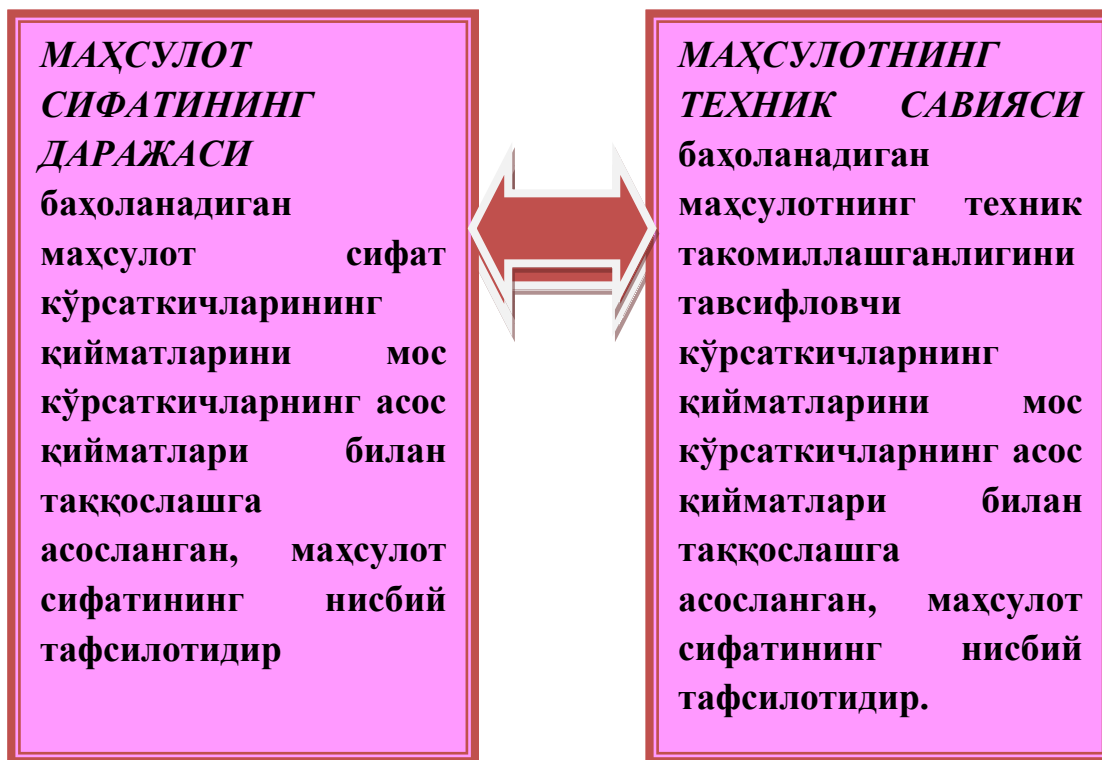 МАҲСУЛОТ
СИФАТИНИНГ
ДАРАЖАСИ
баҳоланадиган
маҳсулот сифат
кўрсаткичларининг
қийматларини мос
кўрсаткичларнинг асос
қийматлари билан
таққослашга
асосланган, маҳсулот
сифатининг нисбий
тафсилотидир
МАҲСУЛОТНИНГ
ТЕХНИК САВИЯСИ
баҳоланадиган
маҳсулотнинг техник
такомиллашганлигини
тавсифловчи
кўрсаткичларнинг
қийматларини мос
кўрсаткичларнинг асос
қийматлари билан
таққослашга
асосланган, маҳсулот
сифатининг нисбий
тафсилотидир.